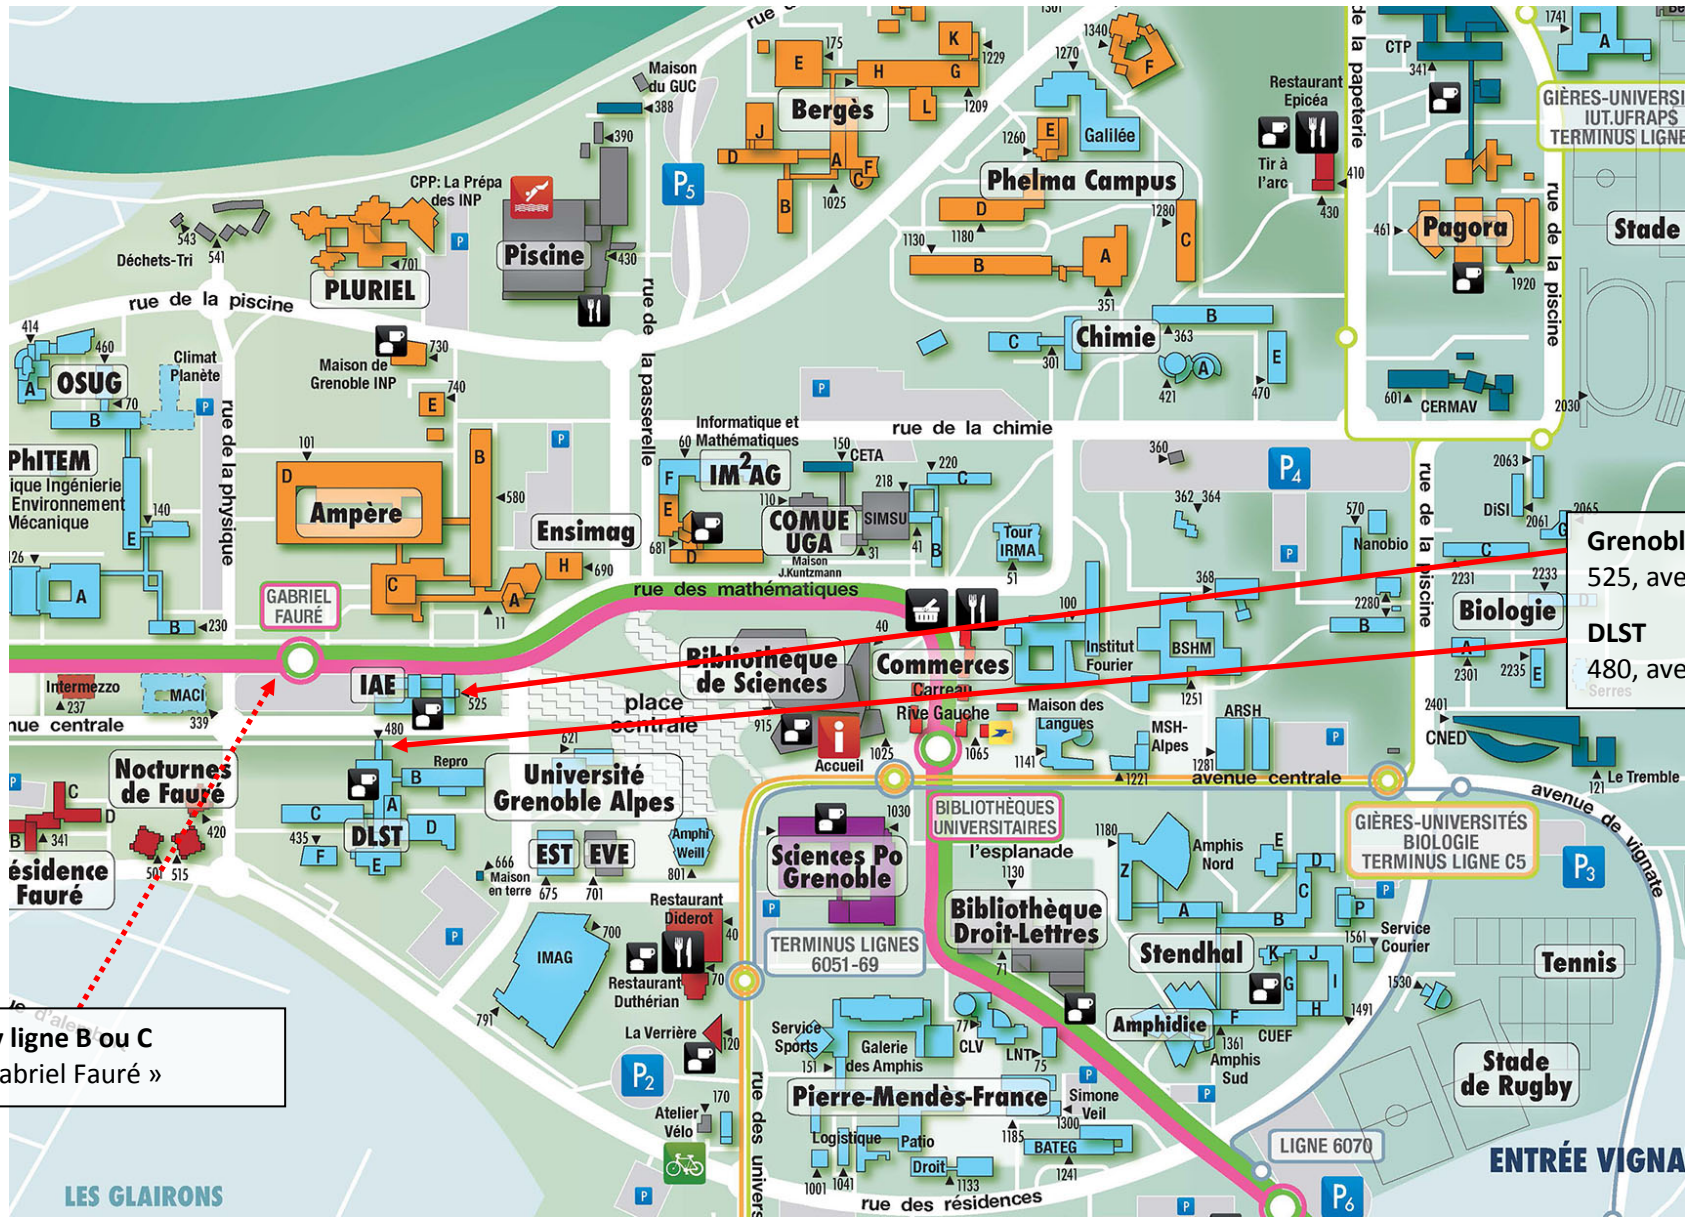 rue d
E
175
K
1229
H
G
1209
L
Bergès
J
D
A
F
C
B
1025
Maison
du GUC
388
390
P5
CPP: La Prépa
des INP
Piscine
430
543
541
Déchets-Tri
701
PLURIEL
rue de la piscine
730
Maison de
Grenoble INP
740
E
rue de la passerelle
1301
1340
1270
F
Galilée
1260
E
Phelma Campus
D
1180
1280
C
1130
B
A
351
Restaurant
Epicéa
Tir à
l'arc
410
430
de la papeterie
CTP
341
1741
A
GIÈRES-UNIVERSI
IUT.UFRAPS
TERMINUS LIGNE
461
Pagora
1920
rue de la piscine
Stade
2030
C
301
Chimie
B
363
A
421
E
470
601
CERMAV
414
460
A
OSUG
70
B
Climat
Planète
P
rue de la physique
PhITEM
ique Ingénierie
Environnement
Mécanique
140
E
126
A
B
230
101
D
B
580
Ampère
C
A
11
Ensimag
H
690
P
GABRIEL
FAURÉ
Informatique et
Mathématiques
60
IM²AG
F
E
681
D
150
CETA
110
COMUE
UGA
Maison
J.Kuntzmann
218
SIMSU
31
41
220
C
B
Tour
IRMA
51
rue de la chimie
rue des mathématiques
360
P4
362
364
570
Nanobio
368
2280
B
rue de la piscine
2063
DiSI
2061
2065
G
C
2231
2233
D
Biologie
A
2301
2235
E
Serres
Grenobl
525, ave
DLST
480, ave
Intermezzo
237
MACI
339
IAE
525
nue centrale
place
centrale
Bibliothèque
de Sciences
40
915
Accueil
1025
Commerces
Carreau
Rive Gauche
1065
100
Institut
Fourier
BSHM
1251
Maison des
Langues
1141
MSH-
Alpes
1221
ARSH
1281
avenue centrale
2401
CNED
Le Tremble
121
avenue de vignate
480
Repro
B
A
C
D
435
F
DLST
E
621
Université
Grenoble Alpes
Nocturnes
de Fauré
420
C
D
B
341
501
515
ésidence
Fauré
666
Maison
en terre
EST
675
EVE
701
Amphi
Weill
801
IMAG
700
791
Restaurant
Diderot
40
70
Restaurant
Duthérian
La Verrière
120
P2
Atelier
Vélo
170
1030
Sciences Po
Grenoble
TERMINUS LIGNES
6051-69
BIBLIOTHÈQUES
UNIVERSITAIRES
l'esplanade
1130
Bibliothèque
Droit-Lettres
71
1180
Z
Amphis
Nord
A
B
C
D
E
P
1561
Service
Courier
Stendhal
K
J
G
I
H
F
1491
CUEF
1361
Amphidice
Amphis
Sud
1530
GIÈRES-UNIVERSITÉS
BIOLOGIE
TERMINUS LIGNE C5
P3
Tennis
Stade
de Rugby
Service
Sports
151
Galerie
des Amphis
77
CLV
LNT
75
Pierre-Mendès-France
Simone
Veil
1300
1185
BATEG
1241
Logistique
Patio
1001
1041
Droit
1133
rue des résidences
rue des univers
LIGNE 6070
P6
ENTRÉE VIGNA
LES GLAIRONS
e d'alember
y ligne B ou C
abriel Fauré »